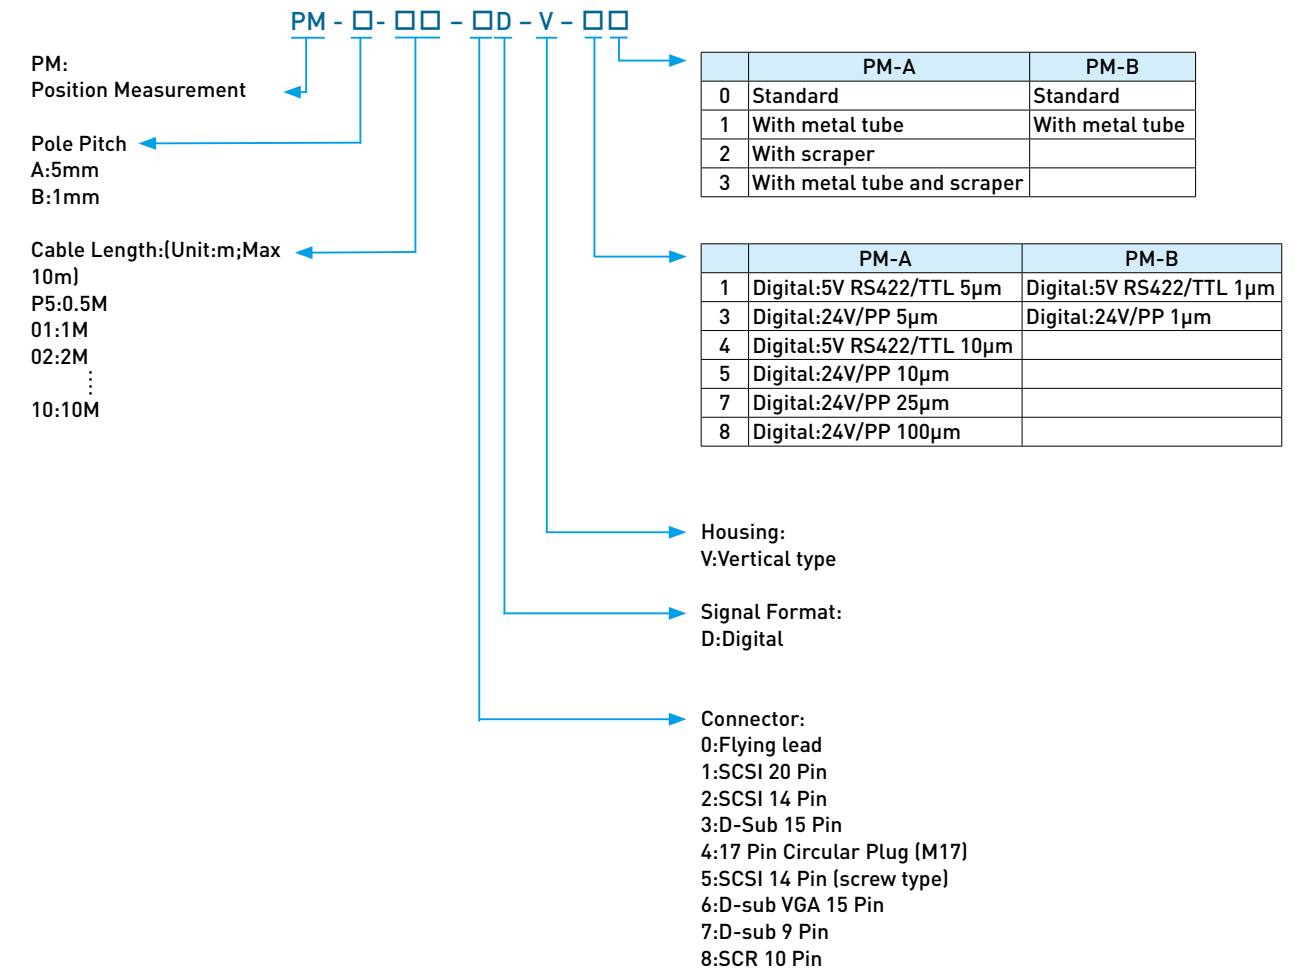 PM - □- □□ - □D - V - □□
PM:
Position Measurement
Pole Pitch
A:5mm
B:1mm
Cable Length:(Unit:m;Max
10m)
P5:0.5M
01:1M
02:2M
10:10M
PM-A PM-B
0 Standard Standard
1 With metal tube With metal tube
2 With scraper
3 With metal tube and scraper
PM-A PM-B
1 Digital:5V RS422/TTL 5μm Digital:5V RS422/TTL 1μm
3 Digital:24V/PP 5μm Digital:24V/PP 1μm
4 Digital:5V RS422/TTL 10μm
5 Digital:24V/PP 10μm
7 Digital:24V/PP 25μm
8 Digital:24V/PP 100μm
Housing:
V:Vertical type
Signal Format:
D:Digital
Connector:
0:Flying lead
1:SCSI 20 Pin
2:SCSI 14 Pin
3:D-Sub 15 Pin
4:17 Pin Circular Plug (M17)
5:SCSI 14 Pin (screw type)
6:D-sub VGA 15 Pin
7:D-sub 9 Pin
8:SCR 10 Pin